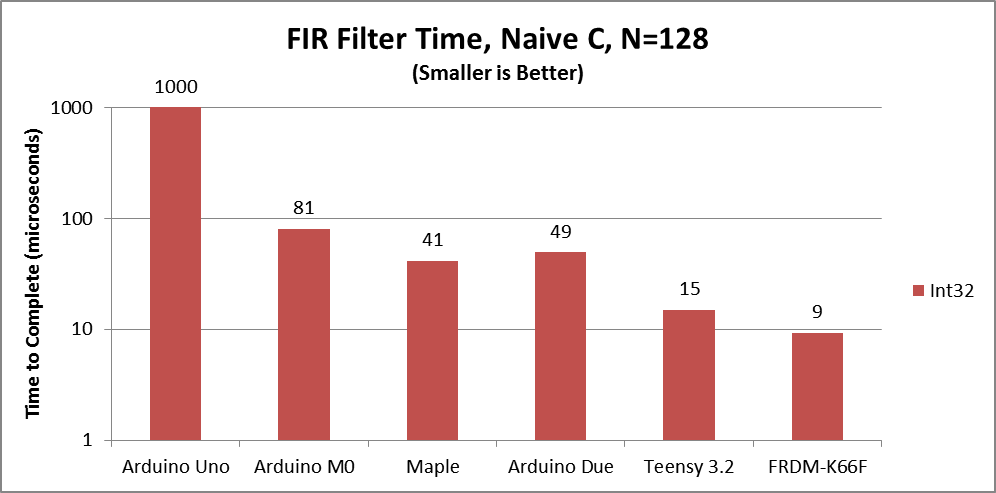 FIR Filter Time, Naive C, N=128
(Smaller is Better)
Time to Complete (microseconds)
1000
100
10
1
1000
81
41
49
15
9
Arduino Uno
Arduino M0
Maple
Arduino Due
Teensy 3.2
FRDM-K66F
Int32